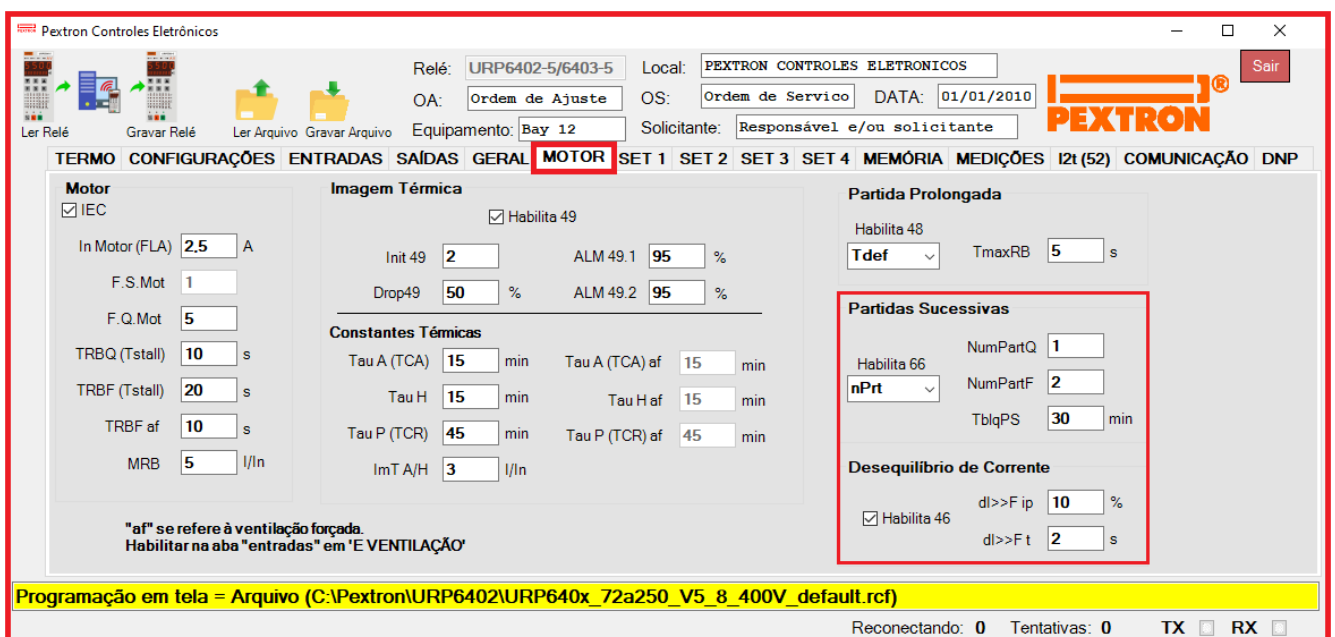 Pextron Controles Eletrônicos
Relé: URP6402-5/6403-5 Local: PEXTRON CONTROLES ELETRONICOS Sair
OA: Ordem de Ajuste OS: Ordem de Servico DATA: 01/01/2010
Ler Relé Gravar Relé Ler Arquivo Gravar Arquivo Equipamento: Bay 12 Solicitante: Responsável e/ou solicitante PEXTRON®
TERMO CONFIGURAÇÕES ENTRADAS SAÍDAS GERAL MOTOR SET 1 SET 2 SET 3 SET 4 MEMÓRIA MEDIÇÕES I2t (52) COMUNICAÇÃO DNP
Motor
IEC
In Motor (FLA) 2,5 A
F.S.Mot 1
F.Q.Mot 5
TRBQ (Tstall) 10 s
TRBF (Tstall) 20 s
TRBF af 10 s
MRB 5 I/In
Imagem Térmica
Habilita 49
Init 49 2 ALM 49.1 95 %
Drop49 50 % ALM 49.2 95 %
Constantes Térmicas
Tau A (TCA) 15 min Tau A (TCA) af 15 min
Tau H 15 min Tau H af 15 min
Tau P (TCR) 45 min Tau P (TCR) af 45 min
ImT A/H 3 I/In
Partida Prolongada
Habilita 48
Tdef TmaxRB 5 s
Partidas Sucessivas
NumPartQ 1
Habilita 66
nPrt NumPartF 2
TblqPS 30 min
Desequilíbrio de Corrente
dI>>F ip 10 %
Habilita 46
dI>>F t 2 s
"af" se refere à ventilação forçada.
Habilitar na aba "entradas" em 'E VENTILAÇÃO'
Programação em tela = Arquivo (C:\Pextron\URP6402\URP640x_72a250_V5_8_400V_default.rcf)
Reconectando: 0 Tentativas: 0 TX RX